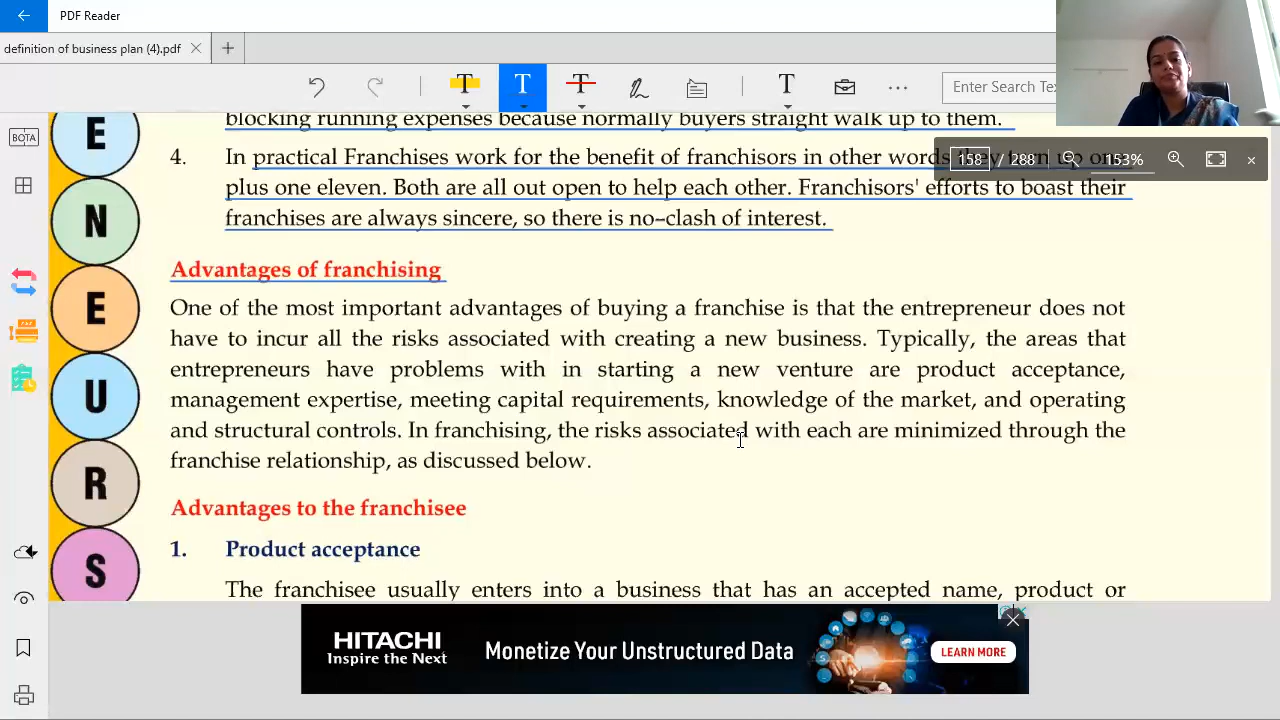 PDF Reader
definition of business plan (4).pdf
Enter Search Tex
158 / 288 153%
BOTA
E
N
E
U
R
S
blocking running expenses because normally buyers straight walk up to them.
4. In practical Franchises work for the benefit of franchisors in other words they turn up one
plus one eleven. Both are all out open to help each other. Franchisors' efforts to boast their
franchises are always sincere, so there is no–clash of interest.
Advantages of franchising
One of the most important advantages of buying a franchise is that the entrepreneur does not
have to incur all the risks associated with creating a new business. Typically, the areas that
entrepreneurs have problems with in starting a new venture are product acceptance,
management expertise, meeting capital requirements, knowledge of the market, and operating
and structural controls. In franchising, the risks associated with each are minimized through the
franchise relationship, as discussed below.
Advantages to the franchisee
1. Product acceptance
The franchisee usually enters into a business that has an accepted name, product or
HITACHI
Inspire the Next
Monetize Your Unstructured Data
LEARN MORE